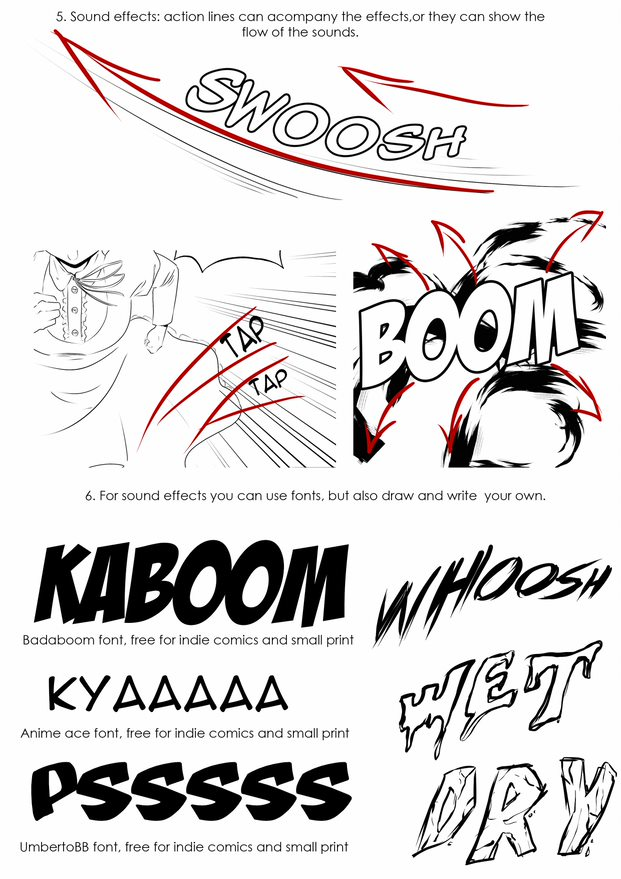 5. Sound effects: action lines can acompany the effects,or they can show the
flow of the sounds.
SWOOSH
TAP
TAP
BOOM
6. For sound effects you can use fonts, but also draw and write your own.
KABOOM
Badaboom font, free for indie comics and small print
WHOOSH
KYAAAAA
Anime ace font, free for indie comics and small print
WET
PSSSSS
UmbertoBB font, free for indie comics and small print
DRY